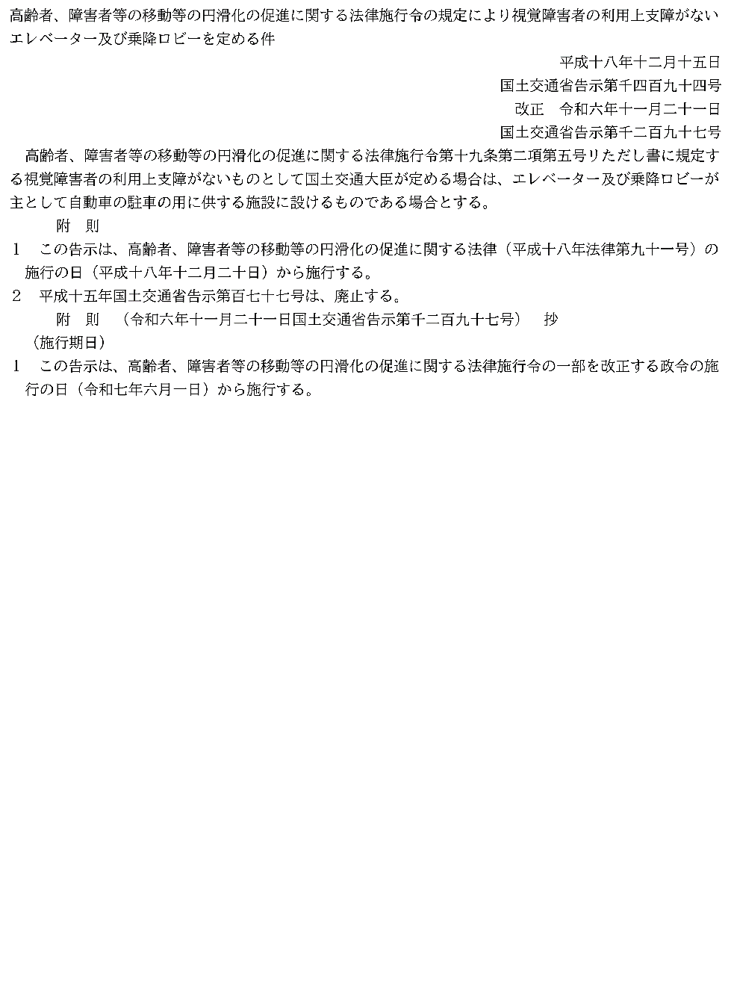 高齢者、障害者等の移動等の円滑化の促進に関する法律施行令の規定により視覚障害者の利用上支障がない
エレベーター及び乗降ロビーを定める件
平成十八年十二月十五日
国土交通省告示第千四百九十四号
改正　令和六年十一月二十一日
国土交通省告示第千二百九十七号
高齢者、障害者等の移動等の円滑化の促進に関する法律施行令第十九条第二項第五号リただし書に規定す
る視覚障害者の利用上支障がないものとして国土交通大臣が定める場合は、エレベーター及び乗降ロビーが
主として自動車の駐車の用に供する施設に設けるものである場合とする。
附　則
１　この告示は、高齢者、障害者等の移動等の円滑化の促進に関する法律（平成十八年法律第九十一号）の
施行の日（平成十八年十二月二十日）から施行する。
２　平成十五年国土交通省告示第百七十七号は、廃止する。
附　則　（令和六年十一月二十一日国土交通省告示第千二百九十七号）　抄
（施行期日）
１　この告示は、高齢者、障害者等の移動等の円滑化の促進に関する法律施行令の一部を改正する政令の施
行の日（令和七年六月一日）から施行する。